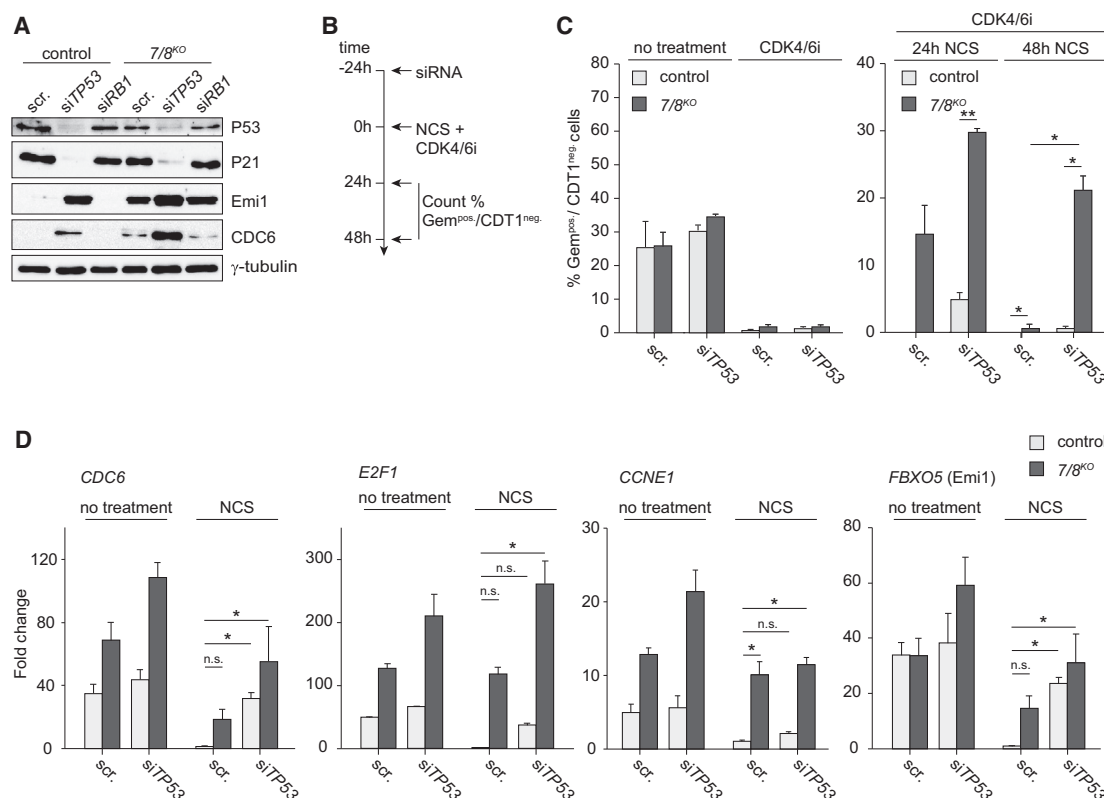 A
control 7/8KO
scr. siTP53 siRB1 scr. siTP53 siRB1
P53
P21
Emi1
CDC6
γ-tubulin
B
time
-24h
siRNA
0h
NCS +
CDK4/6i
24h
Count %
Gempos./CDT1neg.
48h
C
no treatment CDK4/6i
control
7/8KO
% Gempos./ CDT1neg. cells
80
70
60
50
40
30
20
10
0
scr. siTP53 scr. siTP53
CDK4/6i
24h NCS 48h NCS
control
7/8KO
40
30
20
10
0
** * * *
scr. siTP53 scr. siTP53
D
control
7/8KO
CDC6
no treatment NCS
Fold change
120
80
40
0
*
*
n.s.
scr. siTP53 scr. siTP53
E2F1
no treatment NCS
300
200
100
0
*
n.s.
n.s.
scr. siTP53 scr. siTP53
CCNE1
no treatment NCS
30
20
10
0
*
n.s.
*
scr. siTP53 scr. siTP53
FBXO5 (Emi1)
no treatment NCS
80
60
40
20
0
*
*
n.s.
scr. siTP53 scr. siTP53